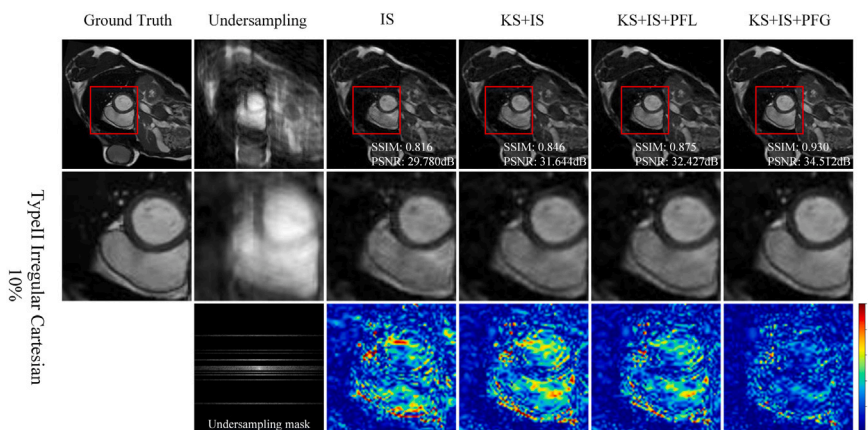 Ground Truth
Undersampling
IS
KS+IS
KS+IS+PFL
KS+IS+PFG
SSIM: 0.816
PSNR: 29.780dB
SSIM: 0.846
PSNR: 31.644dB
SSIM: 0.875
PSNR: 32.427dB
SSIM: 0.930
PSNR: 34.512dB
TypeII Irregular Cartesian
10%
Undersampling mask